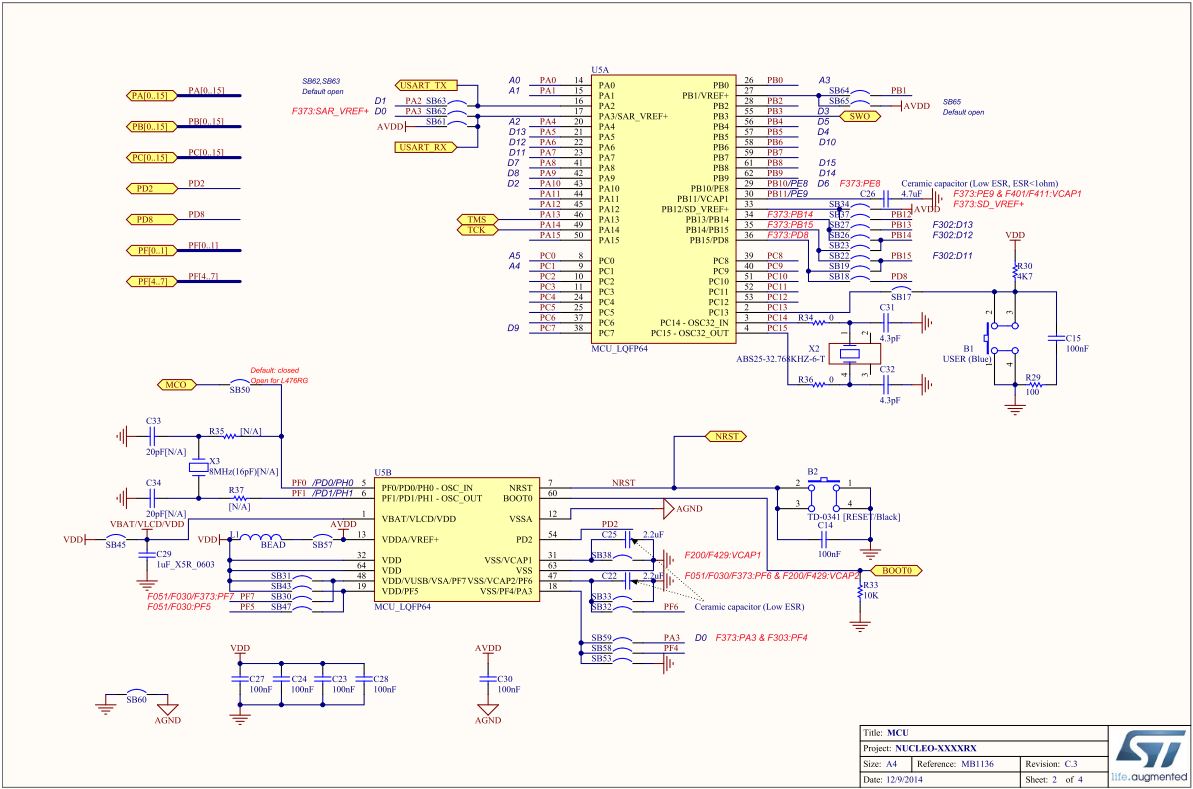 PA[0..15] PA[0..15]
PB[0..15] PB[0..15]
PC[0..15] PC[0..15]
PD2 PD2
PD8 PD8
PF[0..1] PF[0..1]
PF[4..7] PF[4..7]
SB62,SB63
Default open
USART_TX
D1 PA2 SB63
F373:SAR_VREF+ D0 PA3 SB62
AVDD SB61
USART_RX
TMS
TCK
U5A
A0 PA0 14 PA0
A1 PA1 15 PA1
16 PA2
17 PA3/SAR_VREF+
A2 PA4 20 PA4
D13 PA5 21 PA5
D12 PA6 22 PA6
D11 PA7 23 PA7
D7 PA8 41 PA8
D8 PA9 42 PA9
D2 PA10 43 PA10
PA11 44 PA11
PA12 45 PA12
PA13 46 PA13
PA14 49 PA14
PA15 50 PA15
A5 PC0 8 PC0
A4 PC1 9 PC1
PC2 10 PC2
PC3 11 PC3
PC4 24 PC4
PC5 25 PC5
PC6 37 PC6
D9 PC7 38 PC7
MCU_LQFP64
PB0 26 PB0 A3
PB1/VREF+ 27 SB64 PB1
PB2 28 PB2 SB65 AVDD
SB65
Default open
PB3 55 PB3 D3 SWO
PB4 56 PB4 D5
PB5 57 PB5 D4
PB6 58 PB6 D10
PB7 59 PB7
PB8 61 PB8 D15
PB9 62 PB9 D14
PB10/PE8 29 PB10/PE8 D6 F373:PE8
PB11/VCAP1 30 PB11/PE9 C26 4.7uF
Ceramic capacitor (Low ESR, ESR<1ohm)
F373:PE9 & F401/F411:VCAP1
F373:SD_VREF+
PB12/SD_VREF+ 33 SB34 AVDD
PB13/PB14 34 F373:PB14 SB37 PB12
PB14/PB15 35 F373:PB15 SB27 PB13 F302:D13
PB15/PD8 36 F373:PD8 SB26 PB14 F302:D12
SB23
SB22 PB15 F302:D11
SB19
SB18 PD8
SB17
PC8 39 PC8
PC9 40 PC9
PC10 51 PC10
PC11 52 PC11
PC12 53 PC12
PC13 2 PC13
PC14 - OSC32_IN 3 PC14 R34 0
PC15 - OSC32_OUT 4 PC15
C31
4.3pF
X2
ABS25-32.768KHZ-6-T
1 2
4 3
R36 0
C32
4.3pF
VDD
R30
4K7
2 3
B1
USER (Blue)
1 4
C15
100nF
R29
100
MCO
SB50
Default: closed
Open for L476RG
C33
20pF[N/A]
R35 [N/A]
X3
8MHz(16pF)[N/A]
C34
20pF[N/A]
R37
[N/A]
PF0 /PD0/PH0 5
PF1 /PD1/PH1 6
VBAT/VLCD/VDD
VDD SB45
C29
1uF_X5R_0603
VDD L1 BEAD SB57 AVDD
SB31
SB43
F051/F030/F373:PF7 PF7 SB30
F051/F030:PF5 PF5 SB47
U5B
PF0/PD0/PH0 - OSC_IN
PF1/PD1/PH1 - OSC_OUT
1 VBAT/VLCD/VDD
13 VDDA/VREF+
32 VDD
64 VDD
48 VDD/VUSB/VSA/PF7
19 VDD/PF5
NRST 7 NRST
BOOT0 60
VSSA 12 AGND
PD2 54 PD2
VSS/VCAP1 31
VSS 63
VSS/VCAP2/PF6 47
VSS/PF4/PA3 18
MCU_LQFP64
NRST
C25 2.2uF
SB38
F200/F429:VCAP1
C22 2.2uF
F051/F030/F373:PF6 & F200/F429:VCAP2
SB33
SB32 PF6
Ceramic capacitor (Low ESR)
SB59 PA3 D0 F373:PA3 & F303:PF4
SB58 PF4
SB53
B2
2 1
3 4
TD-0341 [RESET/Black]
C14
100nF
BOOT0
R33
10K
VDD
C27 100nF
C24 100nF
C23 100nF
C28 100nF
AVDD
C30
100nF
AGND
SB60
AGND
Title: MCU
Project: NUCLEO-XXXXRX
Size: A4 Reference: MB1136 Revision: C.3
Date: 12/9/2014 Sheet: 2 of 4
ST
life.augmented